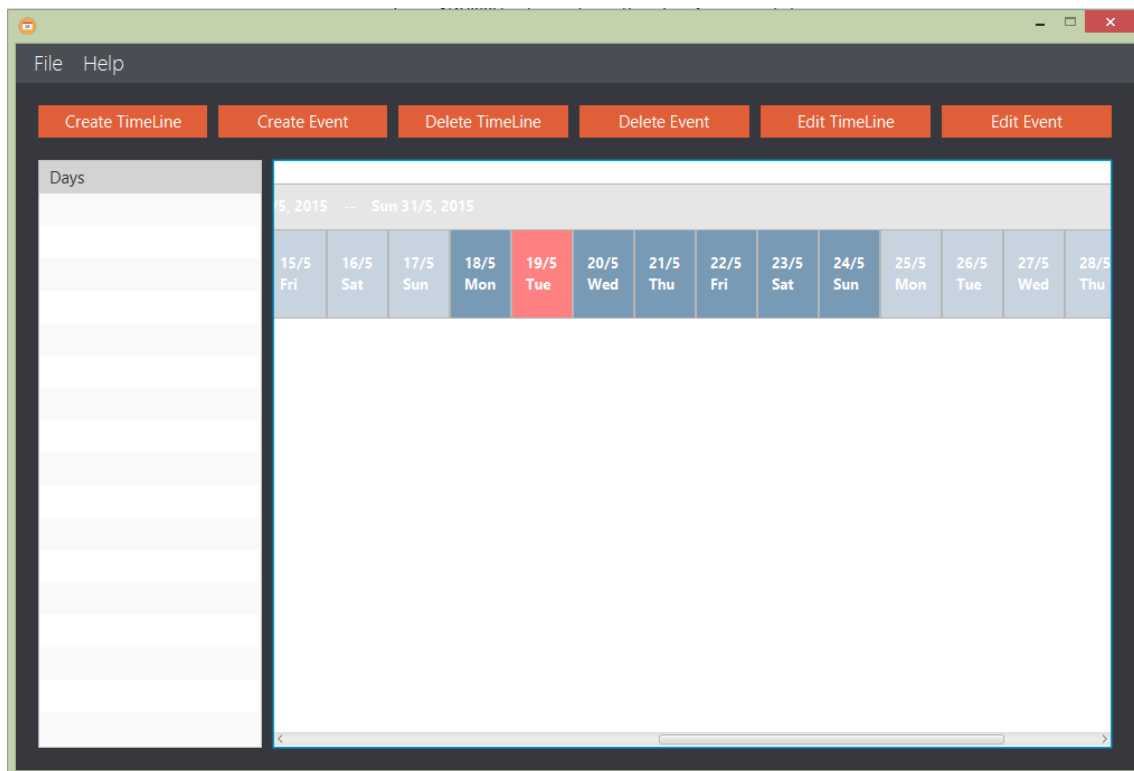 File Help
Create TimeLine Create Event Delete TimeLine Delete Event Edit TimeLine Edit Event
Days
/5, 2015 -- Sun 31/5, 2015
15/5 16/5 17/5 18/5 19/5 20/5 21/5 22/5 23/5 24/5 25/5 26/5 27/5 28/5
Fri Sat Sun Mon Tue Wed Thu Fri Sat Sun Mon Tue Wed Thu